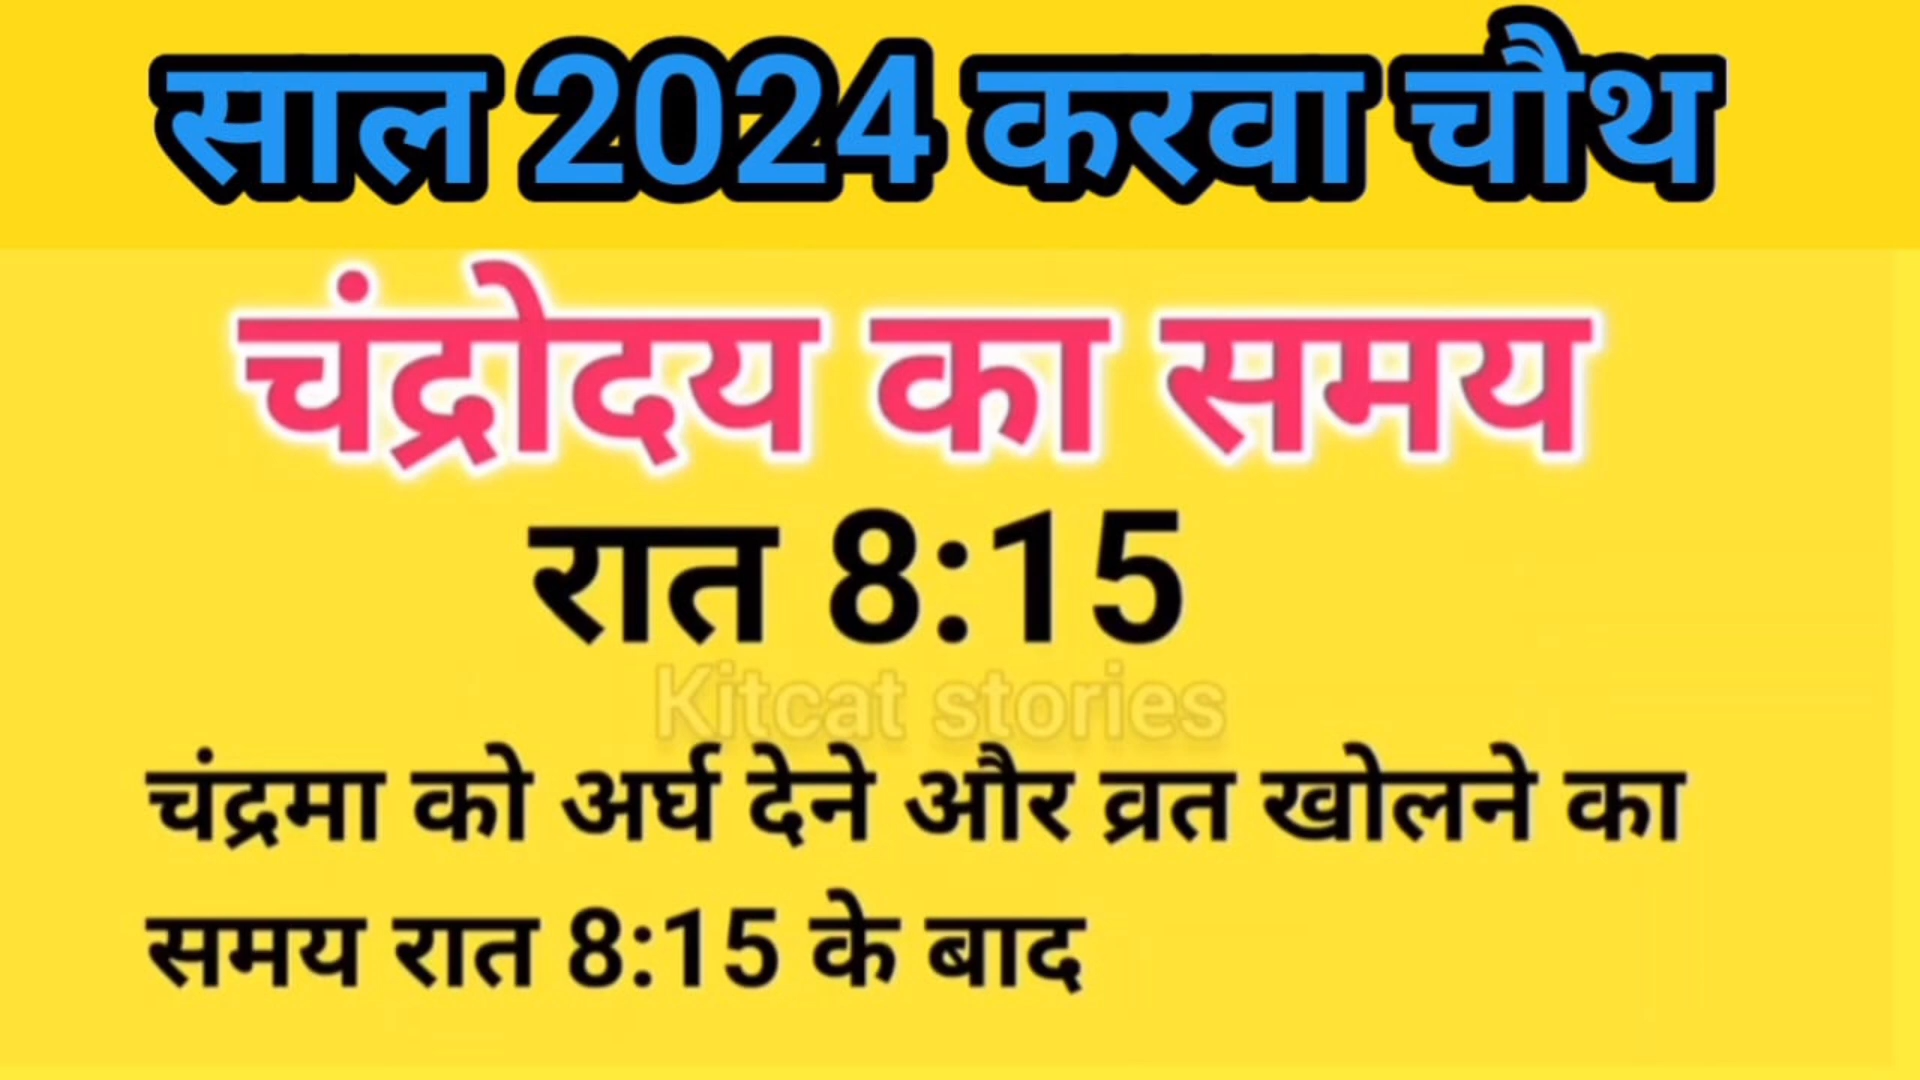 साल 2024 करवा चौथ
चंद्रोदय का समय
रात 8:15
Kitcat stories
चंद्रमा को अर्घ देने और व्रत खोलने का
समय रात 8:15 के बाद